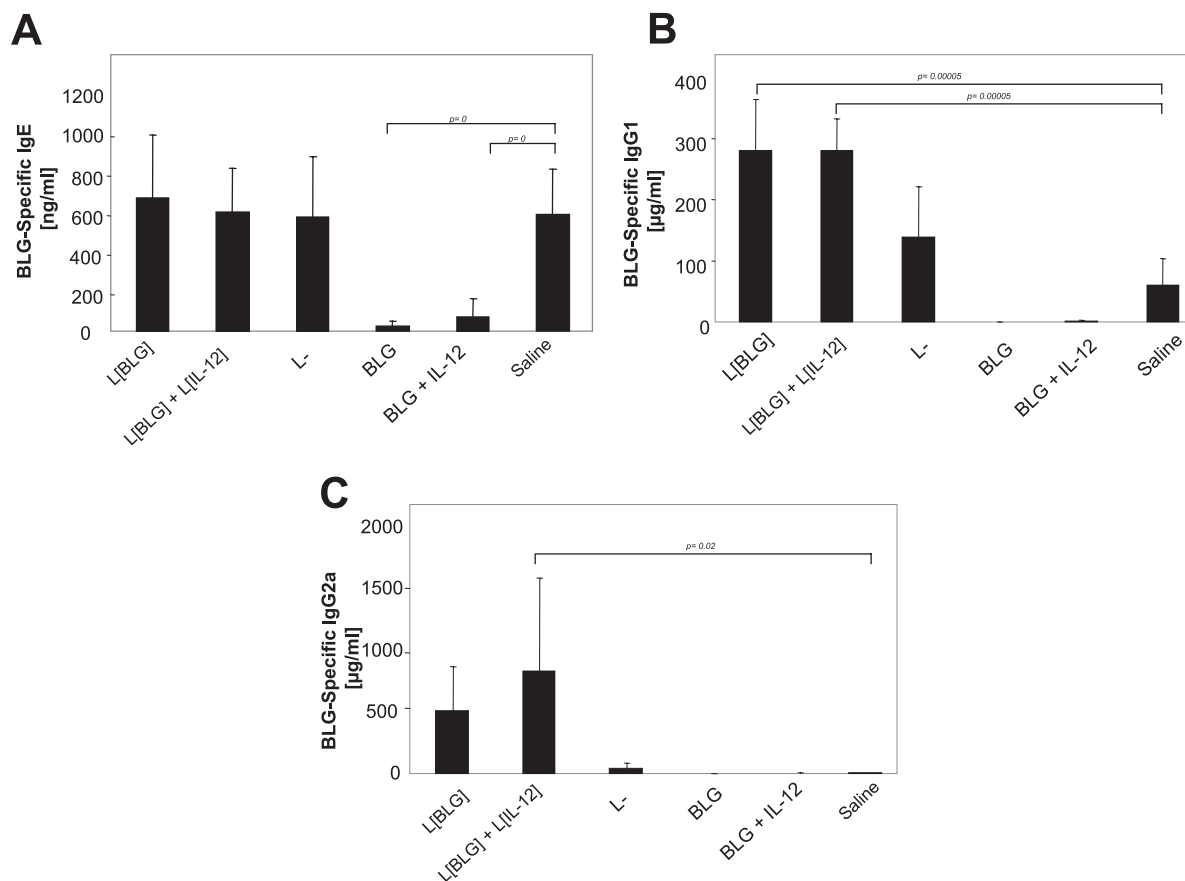 A
BLG-Specific IgE
[ng/ml]
1200
1000
800
600
400
200
0
p= 0
p= 0
L[BLG]
L[BLG] + L[IL-12]
L-
BLG
BLG + IL-12
Saline
B
BLG-Specific IgG1
[µg/ml]
400
300
200
100
0
p= 0.00005
p= 0.00005
L[BLG]
L[BLG] + L[IL-12]
L-
BLG
BLG + IL-12
Saline
C
BLG-Specific IgG2a
[µg/ml]
2000
1500
1000
500
0
p= 0.02
L[BLG]
L[BLG] + L[IL-12]
L-
BLG
BLG + IL-12
Saline